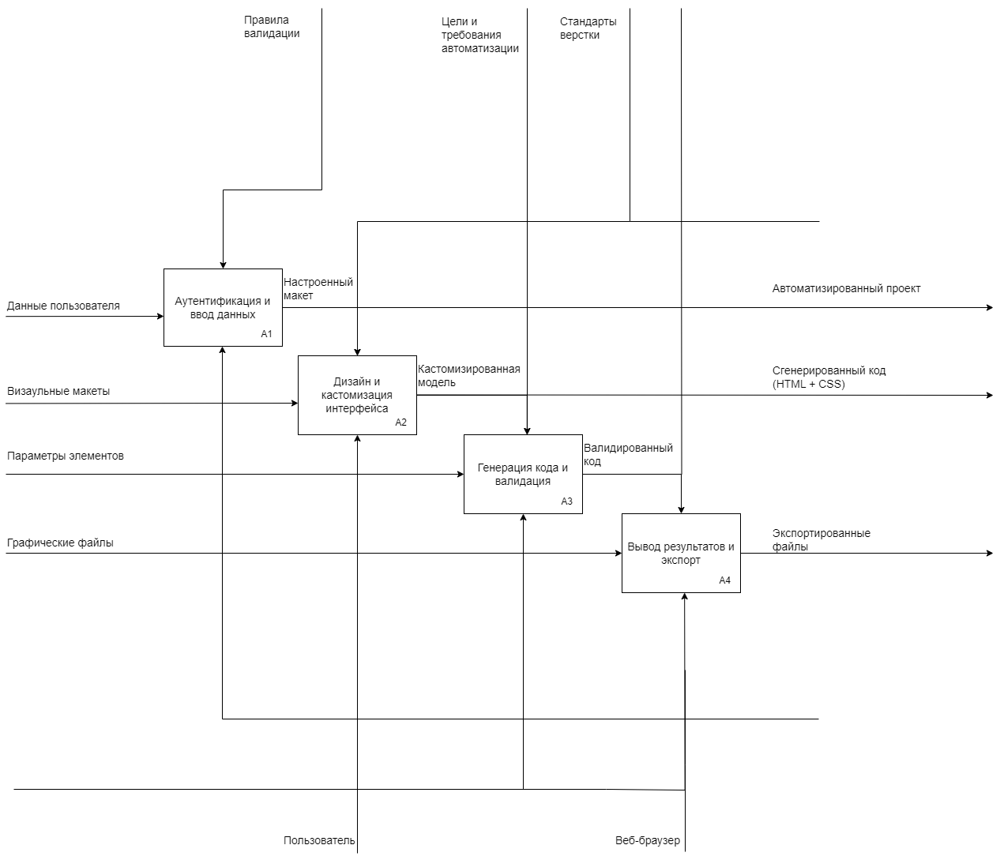 Правила
валидации
Цели и
требования
автоматизации
Стандарты
верстки
Настроенный
макет
Автоматизированный проект
Данные пользователя
Аутентификация и
ввод данных
A1
Кастомизированная
модель
Сгенерированный код
(HTML + CSS)
Визаульные макеты
Дизайн и
кастомизация
интерфейса
A2
Параметры элементов
Валидированный
код
Генерация кода и
валидация
A3
Графические файлы
Экспортированные
файлы
Вывод результатов и
экспорт
A4
Пользователь
Веб-браузер